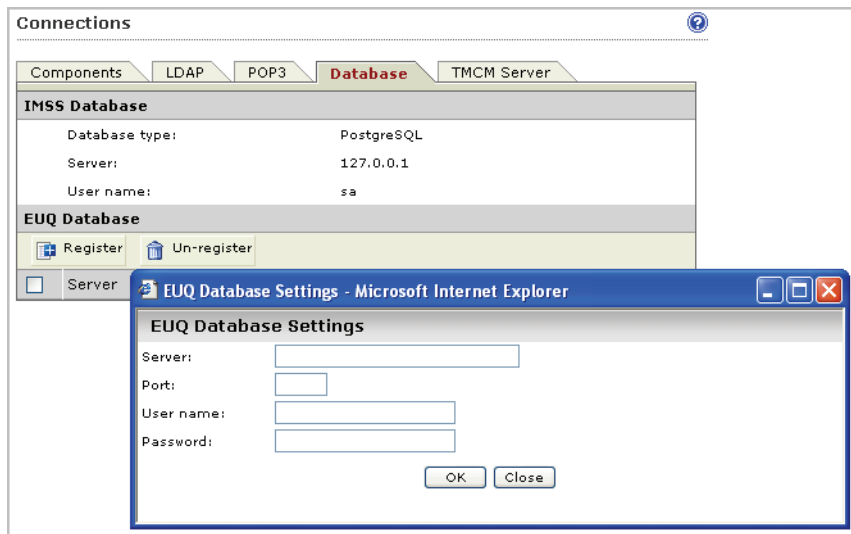 Connections
Components LDAP POP3 Database TMCM Server
IMSS Database
Database type: PostgreSQL
Server: 127.0.0.1
User name: sa
EUQ Database
Register Un-register
Server
EUQ Database Settings - Microsoft Internet Explorer
EUQ Database Settings
Server:
Port:
User name:
Password:
OK Close